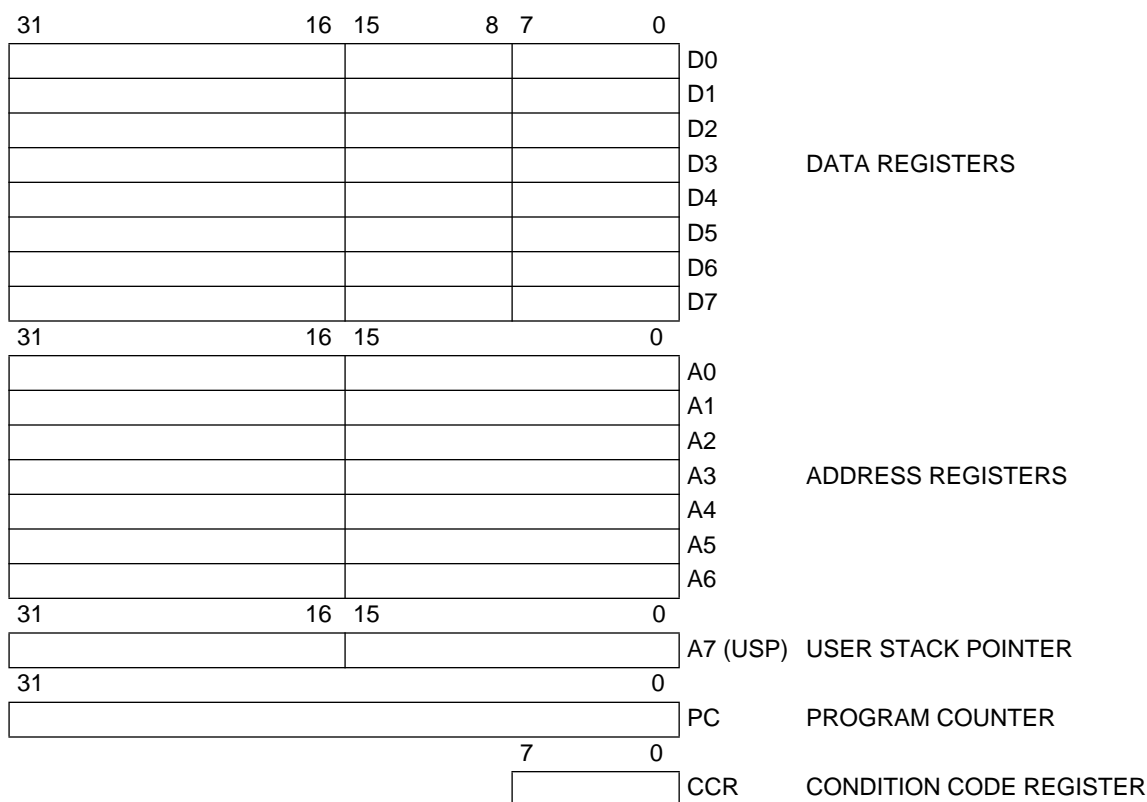 31 16 15 8 7 0
D0
D1
D2
D3 DATA REGISTERS
D4
D5
D6
D7
31 16 15 0
A0
A1
A2
A3 ADDRESS REGISTERS
A4
A5
A6
31 16 15 0
A7 (USP) USER STACK POINTER
31 0
PC PROGRAM COUNTER
7 0
CCR CONDITION CODE REGISTER